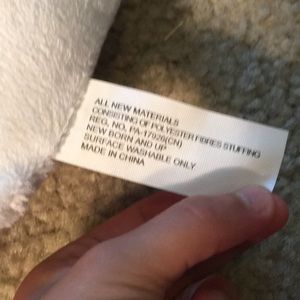 ALL NEW MATERIALS
CONSISTING OF POLYESTER FIBRES STUFFING
REG, NO, PA-17926(CN)
NEW BORN AND UP
SURFACE WASHABLE ONLY
MADE IN CHINA